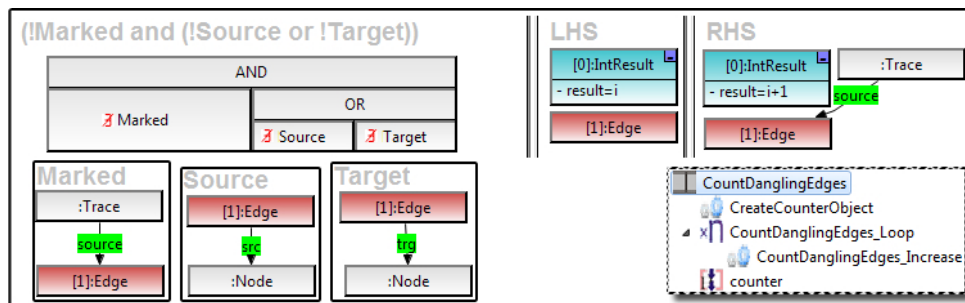 (!Marked and (!Source or !Target))
AND
OR
∄ Marked
∄ Source
∄ Target
Marked
:Trace
source
[1]:Edge
Source
[1]:Edge
src
:Node
Target
[1]:Edge
trg
:Node
LHS
[0]:IntResult
- result=i
[1]:Edge
RHS
[0]:IntResult
- result=i+1
:Trace
source
[1]:Edge
CountDanglingEdges
CreateCounterObject
CountDanglingEdges_Loop
CountDanglingEdges_Increase
counter